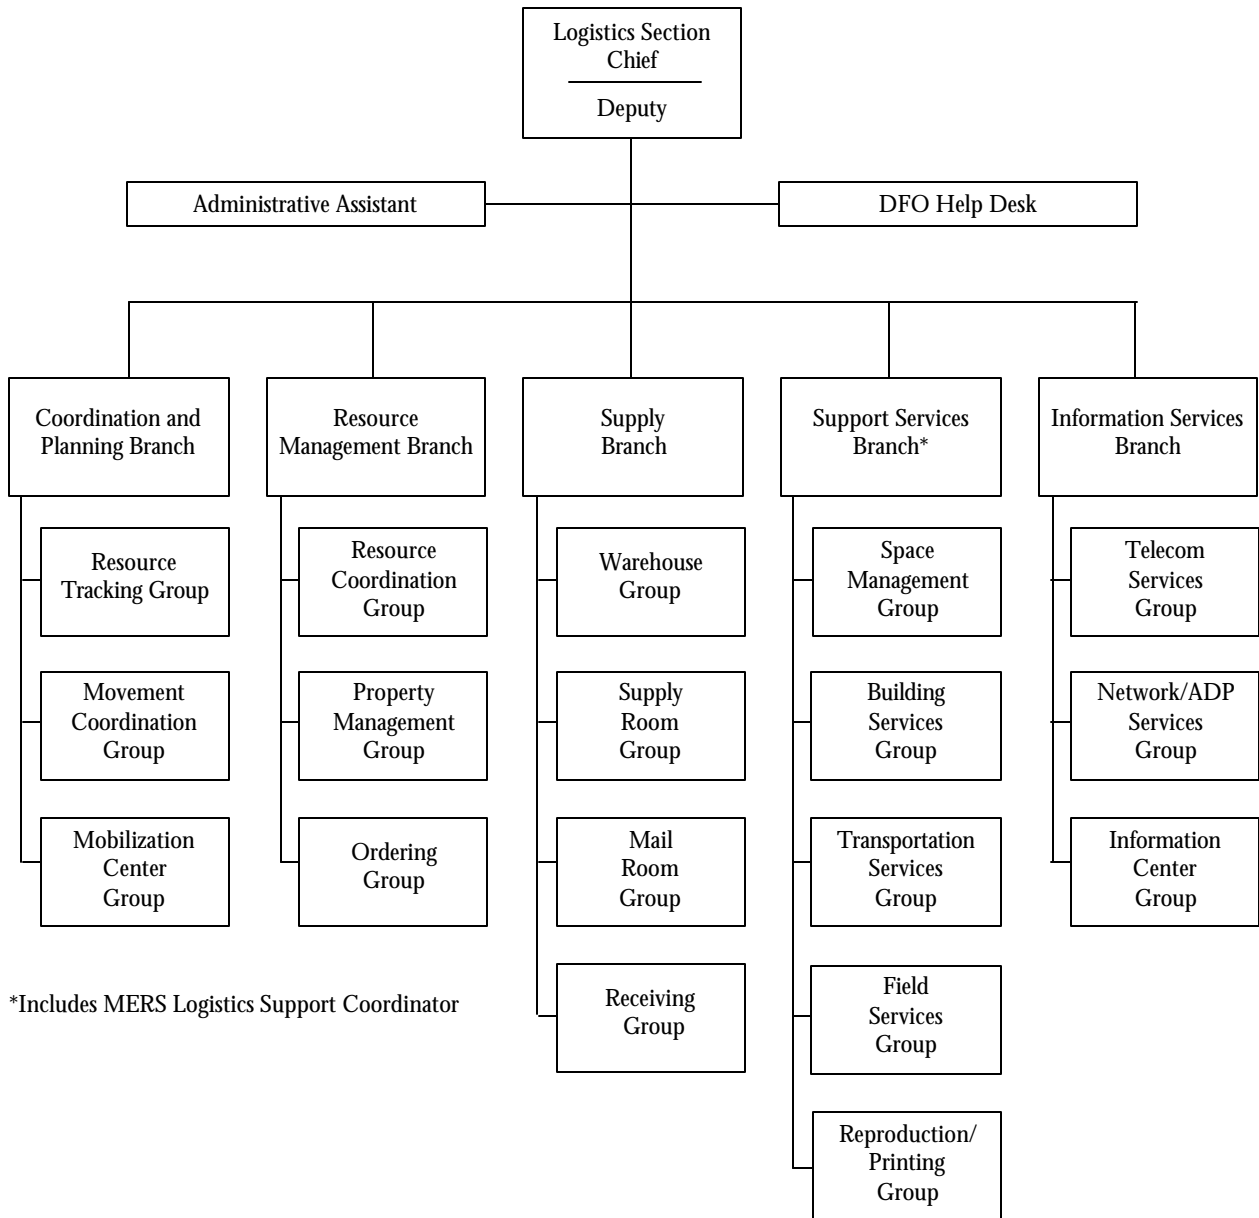 Logistics Section
Chief
Deputy
Administrative Assistant
DFO Help Desk
Coordination and
Planning Branch
Resource
Management Branch
Supply
Branch
Support Services
Branch*
Information Services
Branch
Resource
Tracking Group
Movement
Coordination
Group
Mobilization
Center
Group
Resource
Coordination
Group
Property
Management
Group
Ordering
Group
Warehouse
Group
Supply
Room
Group
Mail
Room
Group
Receiving
Group
Space
Management
Group
Building
Services
Group
Transportation
Services
Group
Field
Services
Group
Reproduction/
Printing
Group
Telecom
Services
Group
Network/ADP
Services
Group
Information
Center
Group
*Includes MERS Logistics Support Coordinator